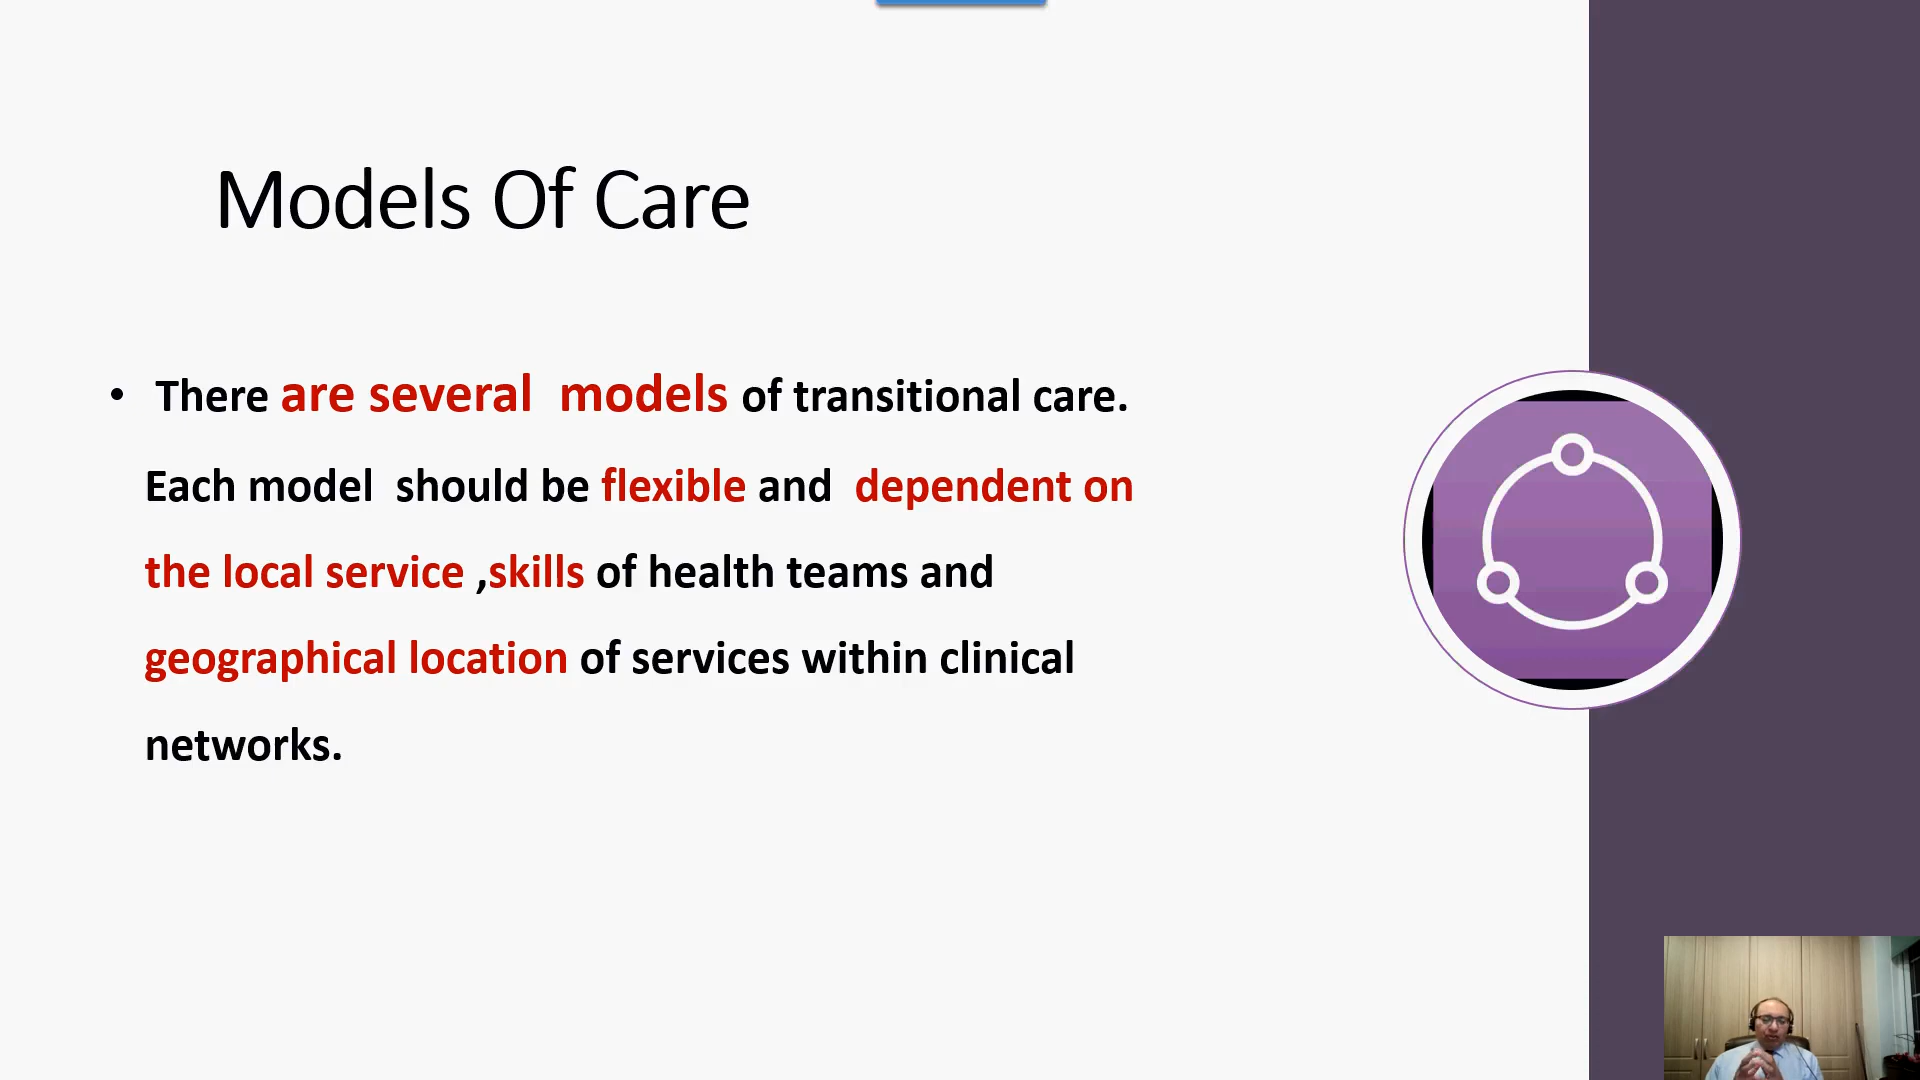 Models Of Care
• There are several models of transitional care.
Each model should be flexible and dependent on
the local service ,skills of health teams and
geographical location of services within clinical
networks.